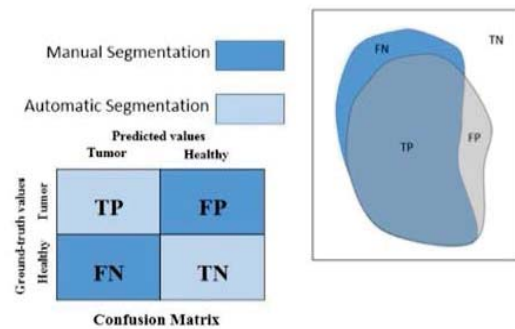 Manual Segmentation
Automatic Segmentation
Predicted values
Tumor Healthy
Ground-truth values
Tumor
Healthy
TP FP
FN TN
Confusion Matrix
FN
TN
TP
FP